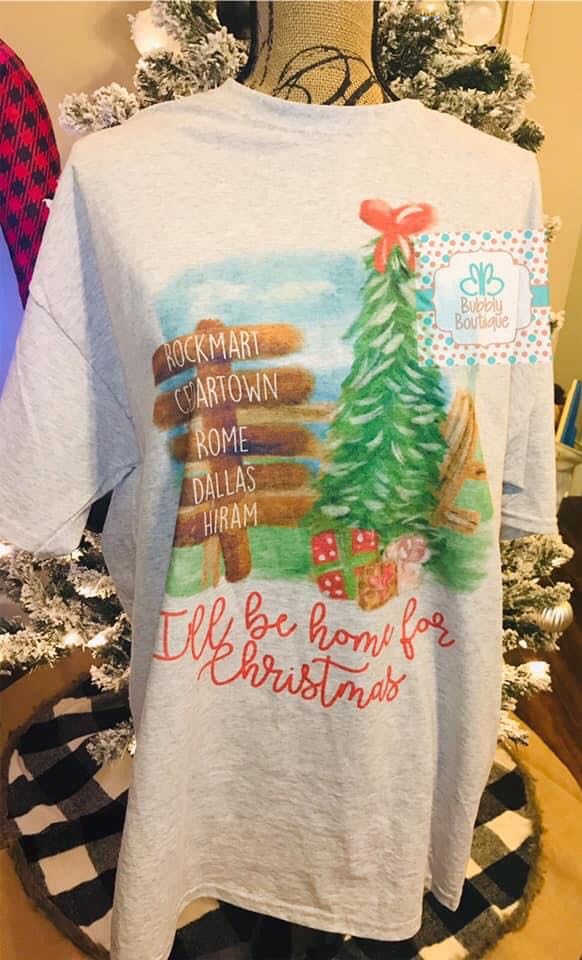 Bubbly
Boutique
ROCKMART
CEDARTOWN
ROME
DALLAS
HIRAM
I'll be home for
Christmas